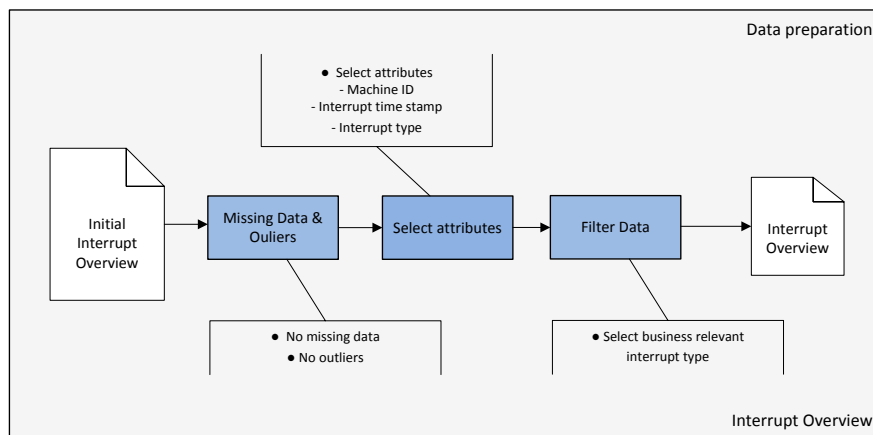 Data preparation
● Select attributes
- Machine ID
- Interrupt time stamp
- Interrupt type
Initial
Interrupt
Overview
Missing Data &
Ouliers
Select attributes
Filter Data
Interrupt
Overview
● No missing data
● No outliers
● Select business relevant
interrupt type
Interrupt Overview